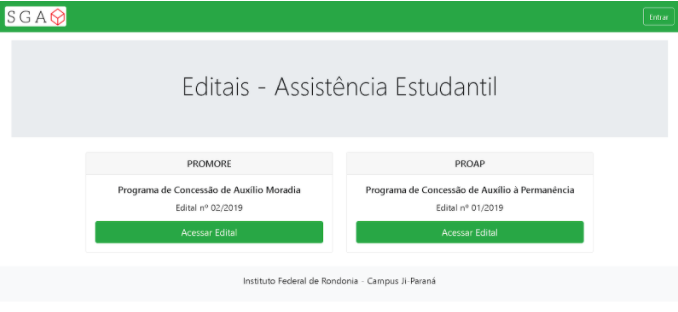 SGA
Entrar
Editais - Assistência Estudantil
PROMORE
Programa de Concessão de Auxílio Moradia
Edital nº 02/2019
Acessar Edital
PROAP
Programa de Concessão de Auxílio à Permanência
Edital nº 01/2019
Acessar Edital
Instituto Federal de Rondonia - Campus Ji-Paraná